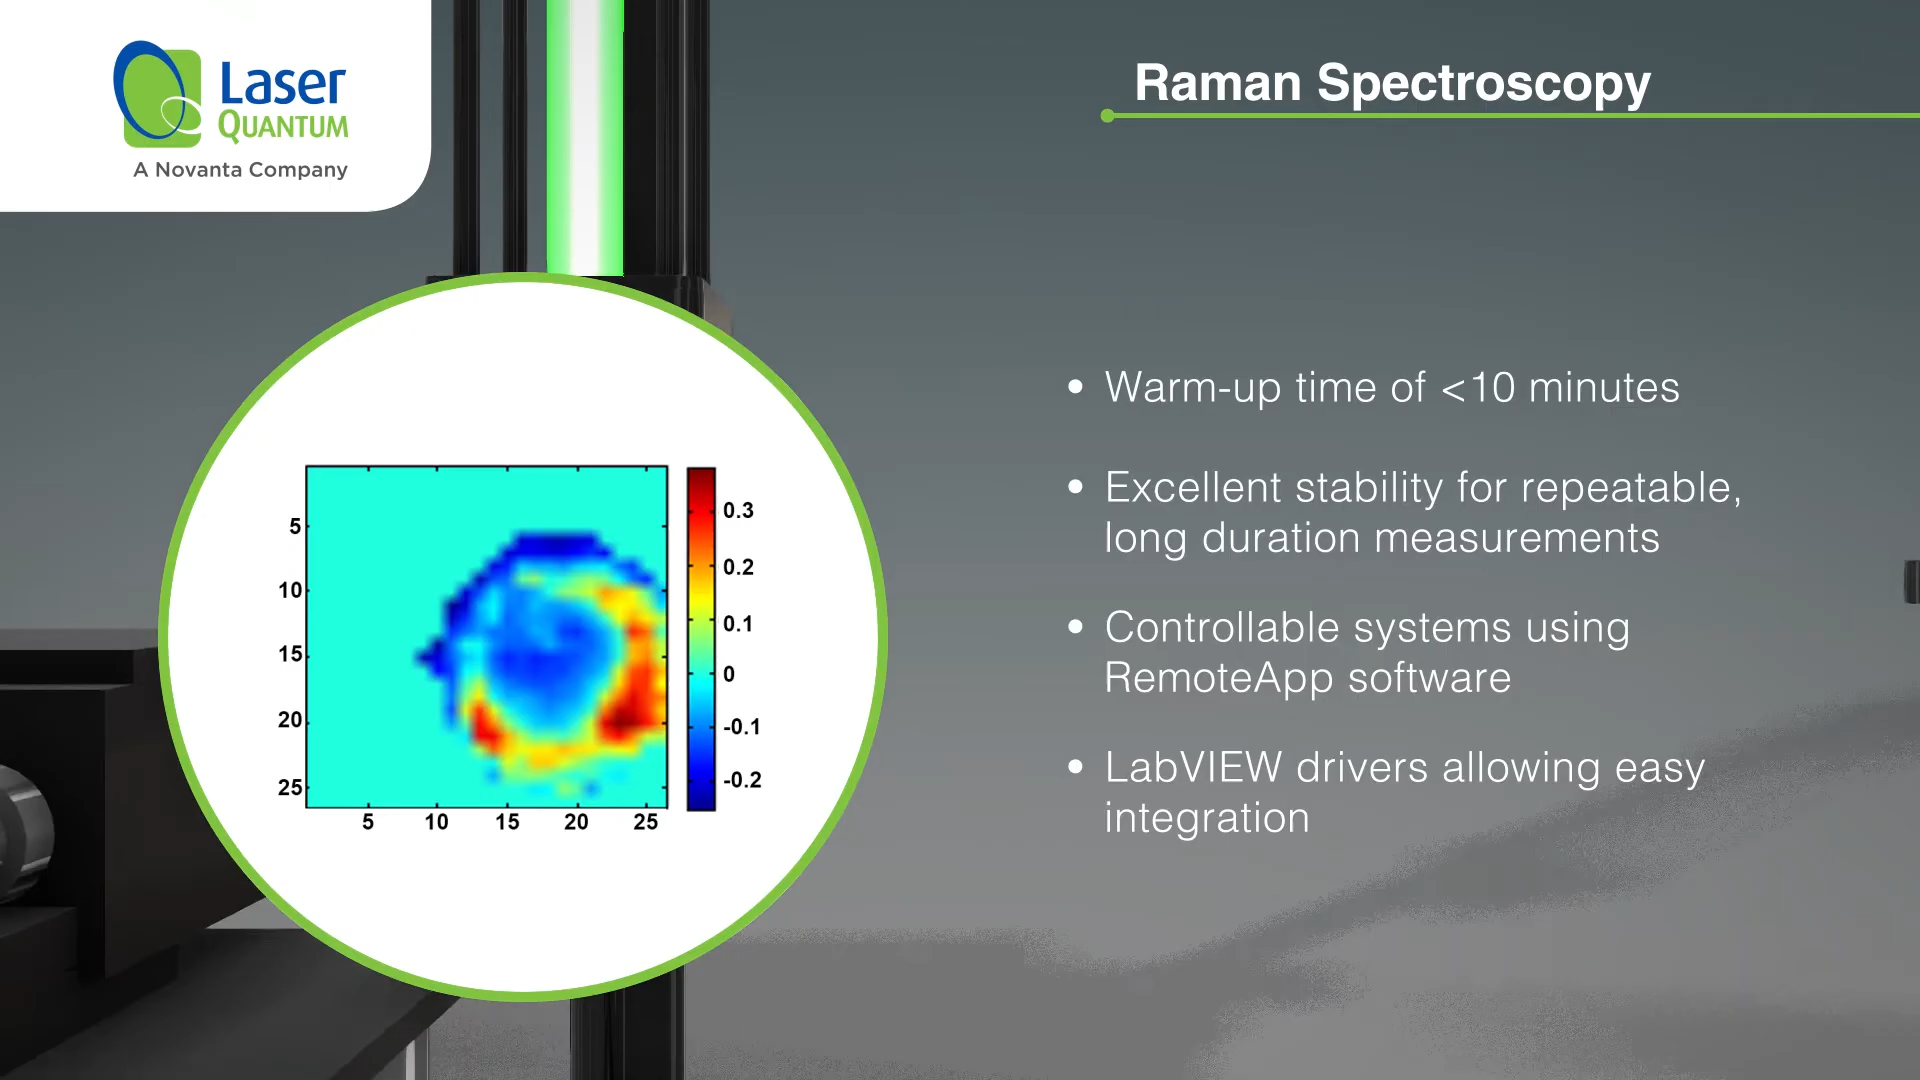 Laser
QUANTUM
A Novanta Company
Raman Spectroscopy
• Warm-up time of <10 minutes
• Excellent stability for repeatable,
long duration measurements
• Controllable systems using
RemoteApp software
• LabVIEW drivers allowing easy
integration
5
10
15
20
25
5 10 15 20 25
0.3
0.2
0.1
0
-0.1
-0.2